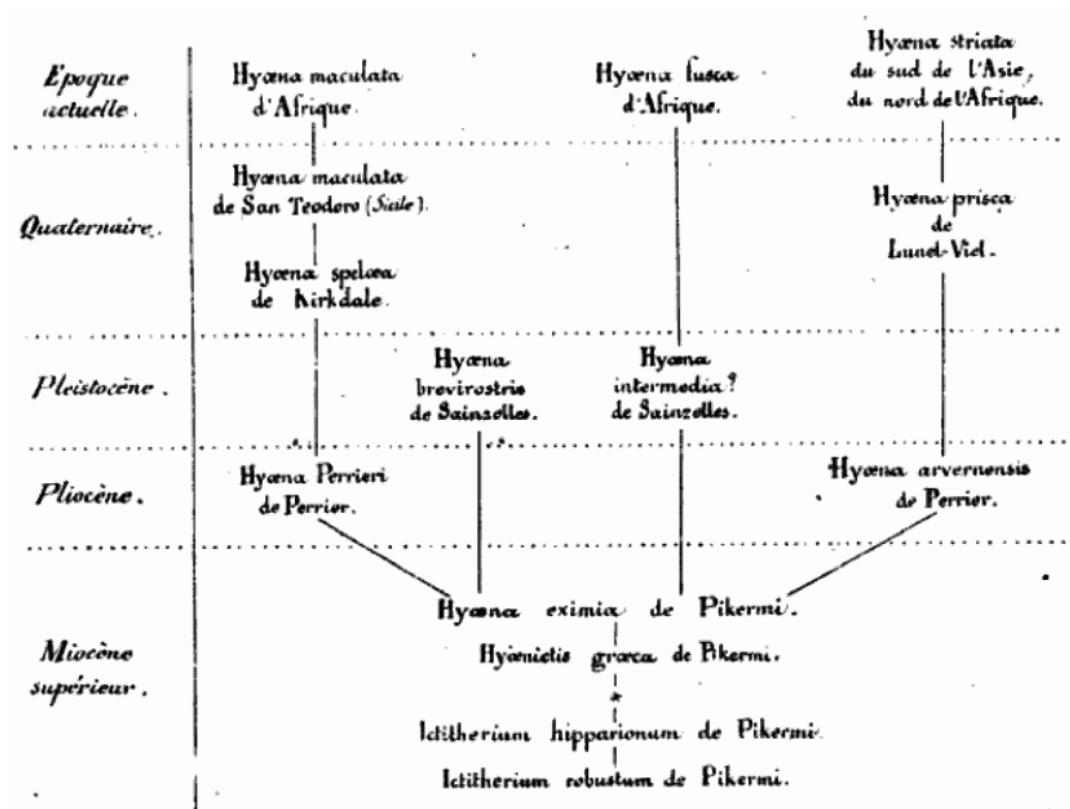 Epoque
actuelle.
Hyæna maculata
d'Afrique.
Hyæna fusca
d'Afrique.
Hyæna striata
du sud de l'Asie,
du nord de l'Afrique.
Quaternaire.
Hyæna maculata
de San Teodoro (Sicile).
Hyæna spelæa
de Kirkdale.
Hyæna prisca
de
Lunel-Viel.
Pleistocène.
Hyæna
brevirostris
de Sainzelles.
Hyæna
intermedia?
de Sainzelles.
Pliocène.
Hyæna Perrieri
de Perrier.
Hyæna arvernensis
de Perrier.
Miocène
supérieur.
Hyæna eximia de Pikermi.
Hyænictis græca de Pikermi.
*
Ictitherium hipparionum de Pikermi.
Ictitherium robustum de Pikermi.